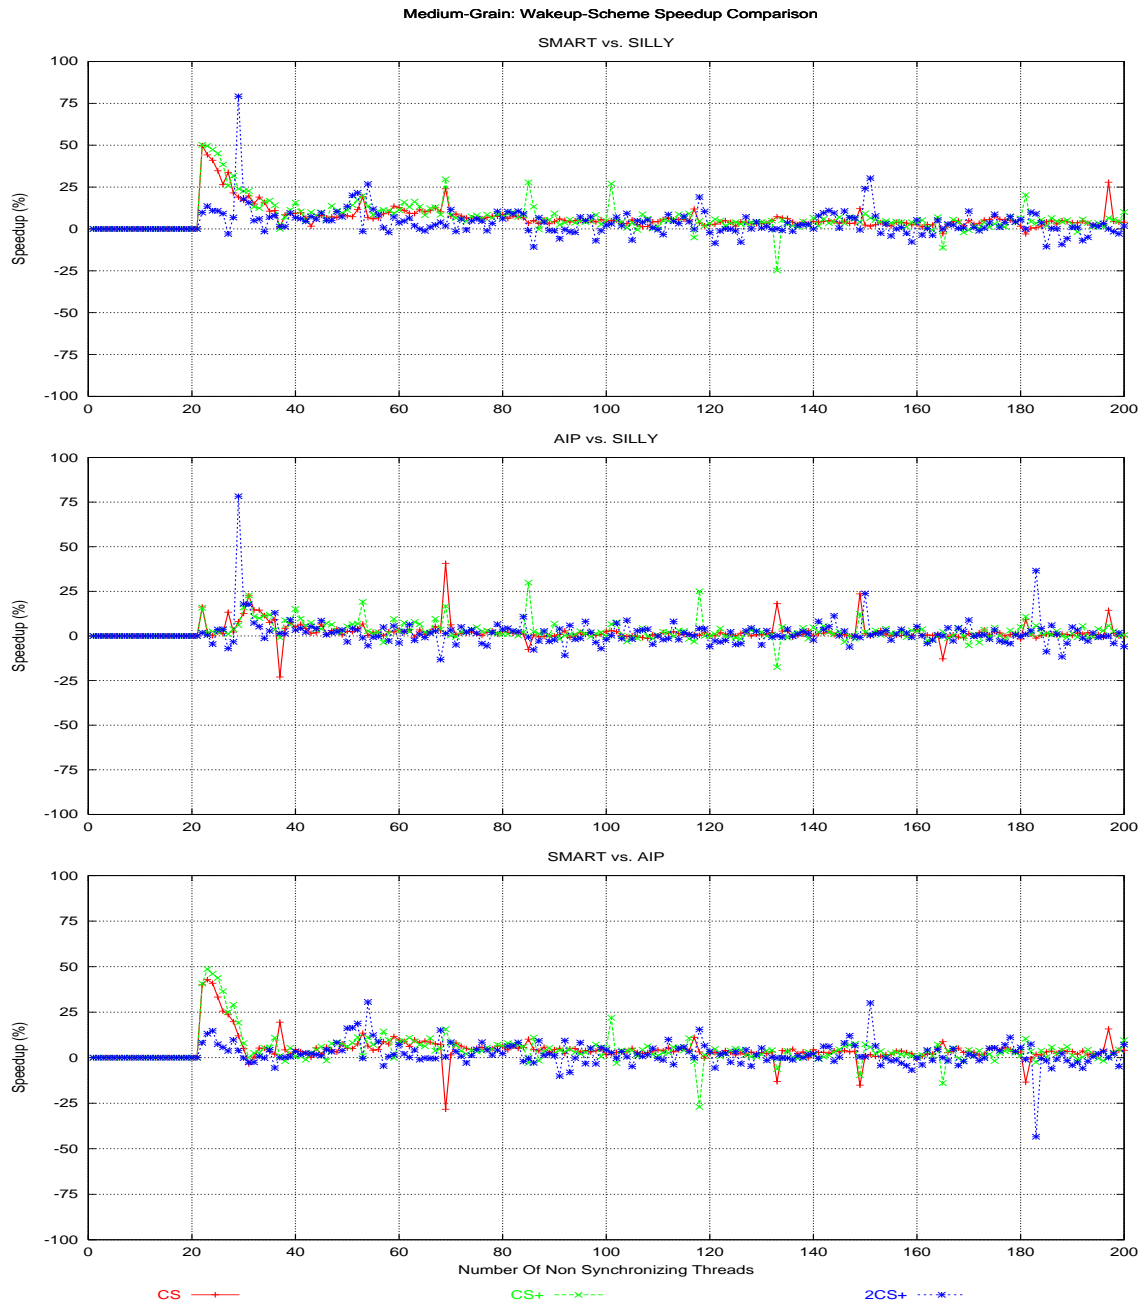 Medium-Grain: Wakeup-Scheme Speedup Comparison
SMART vs. SILLY
Speedup (%)
100
75
50
25
0
-25
-50
-75
-100
0 20 40 60 80 100 120 140 160 180 200
AIP vs. SILLY
Speedup (%)
100
75
50
25
0
-25
-50
-75
-100
0 20 40 60 80 100 120 140 160 180 200
SMART vs. AIP
Speedup (%)
100
75
50
25
0
-25
-50
-75
-100
0 20 40 60 80 100 120 140 160 180 200
Number Of Non Synchronizing Threads
CS CS+ 2CS+